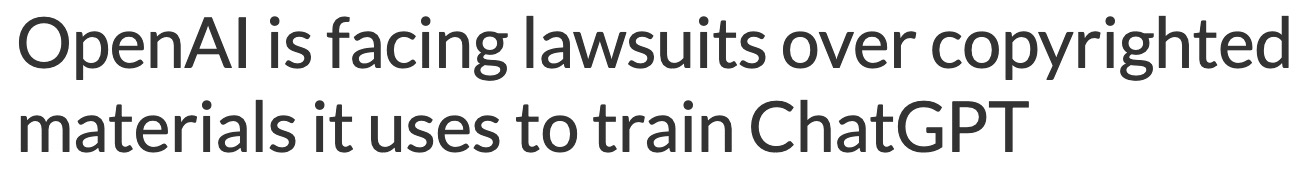 OpenAI is facing lawsuits over copyrighted
materials it uses to train ChatGPT